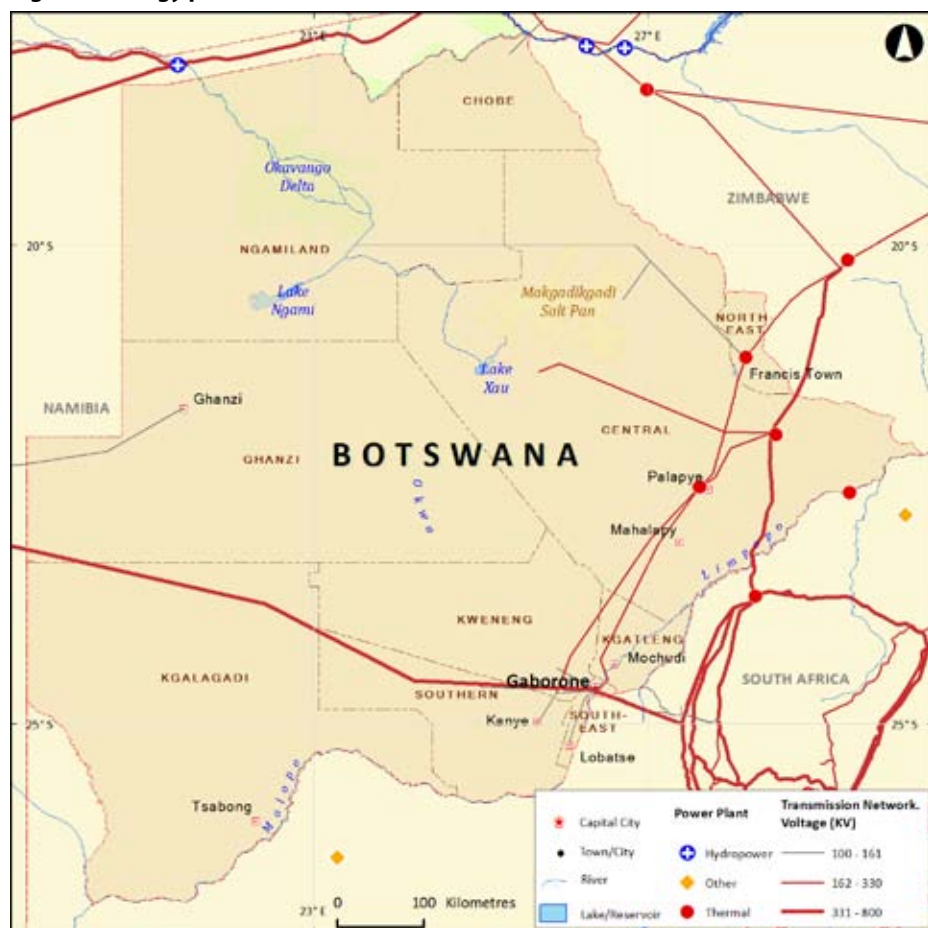 23° E
27° E
CHOBE
Okavango
Delta
ZIMBABWE
20° S
20° S
NGAMILAND
Lake
Ngami
Makgadikgadi
Salt Pan
NORTH
EAST
Francis Town
Lake
Xau
NAMIBIA
Ghanzi
CENTRAL
GHANZI
BOTSWANA
Palapye
Okwa
Mahalapy
Limpopo
KWENENG
KGATLENG
Mochudi
KGALAGADI
Gaborone
SOUTH AFRICA
SOUTHERN
Kanye
SOUTH-
EAST
25° S
25° S
Lobatse
Tsabong
Molopo
23° E
0 100 Kilometres
Capital City
Town/City
River
Lake/Reservoir
Power Plant
Hydropower
Other
Thermal
Transmission Network.
Voltage (KV)
100 - 161
162 - 330
331 - 800